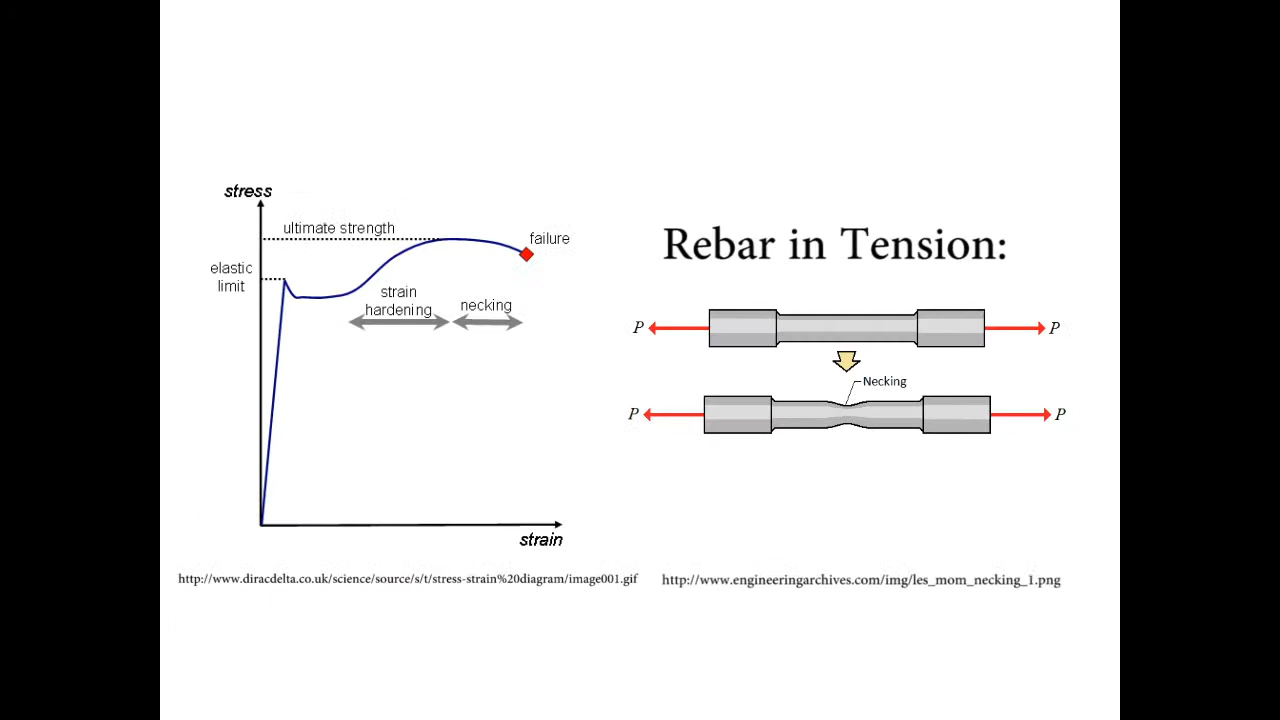 stress
ultimate strength
failure
elastic
limit
strain
hardening
necking
strain
http://www.diracdelta.co.uk/science/source/s/t/stress-strain%20diagram/image001.gif
Rebar in Tension:
P
P
Necking
P
P
http://www.engineeringarchives.com/img/les_mom_necking_1.png